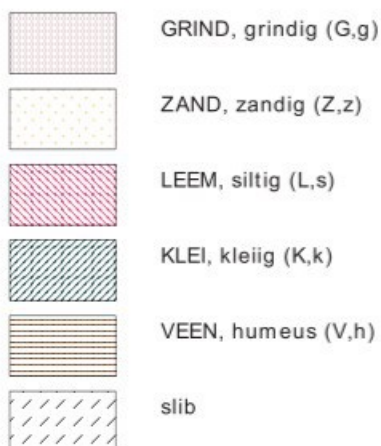 GRIND, grindig (G,g)
ZAND, zandig (Z,z)
LEEM, siltig (L,s)
KLEI, kleiig (K,k)
VEEN, humeus (V,h)
slib